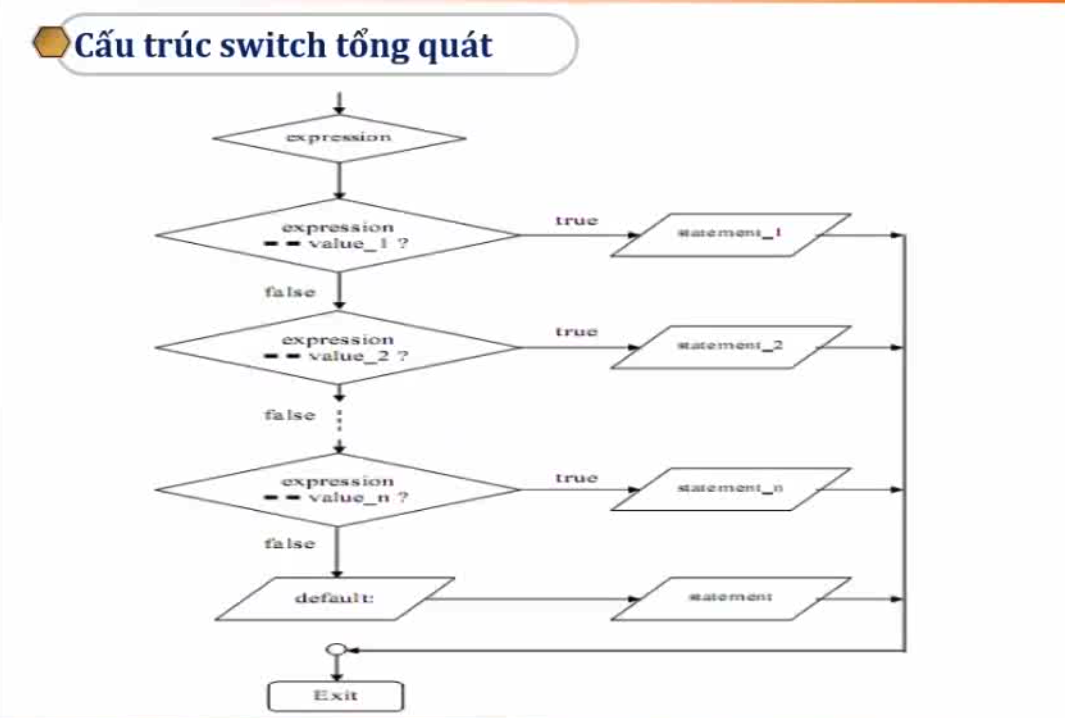 Cấu trúc switch tổng quát
expression
expression
== value_1 ?
true
statement_1
false
expression
== value_2 ?
true
statement_2
false
expression
== value_n ?
true
statement_n
false
default:
statement
Exit